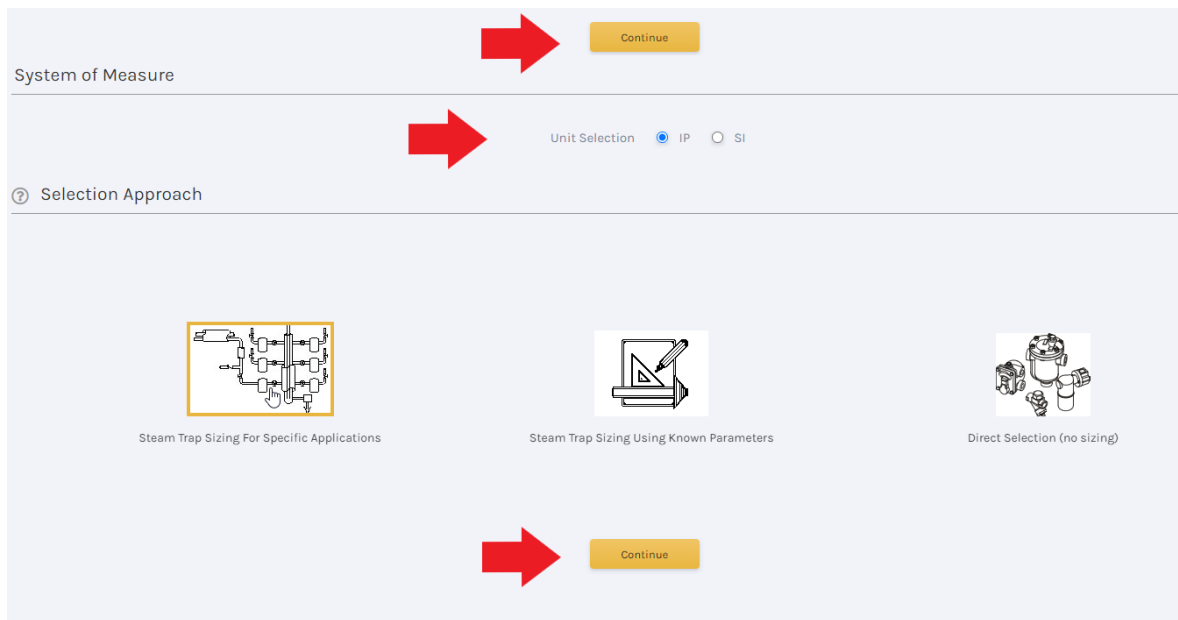 Continue
System of Measure
Unit Selection IP SI
? Selection Approach
Steam Trap Sizing For Specific Applications
Steam Trap Sizing Using Known Parameters
Direct Selection (no sizing)
Continue